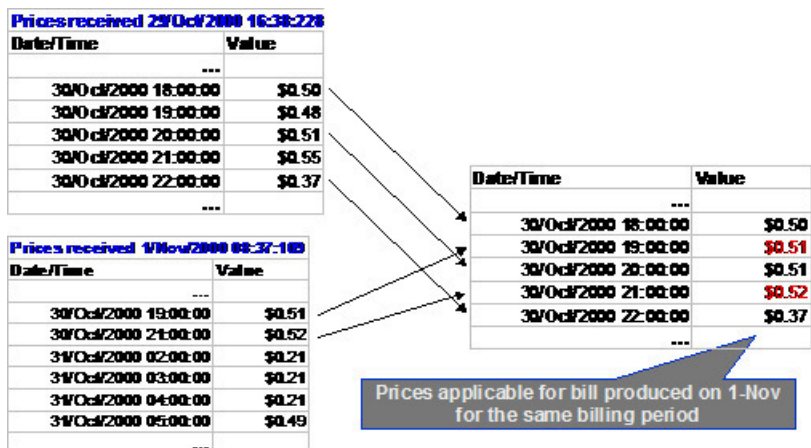 Prices received 29/Oct/2000 16:38:228
Date/Time Value
...
30/Oct/2000 18:00:00 $0.50
30/Oct/2000 19:00:00 $0.48
30/Oct/2000 20:00:00 $0.51
30/Oct/2000 21:00:00 $0.55
30/Oct/2000 22:00:00 $0.37
...
Prices received 1/Nov/2000 08:37:109
Date/Time Value
...
30/Oct/2000 19:00:00 $0.51
30/Oct/2000 21:00:00 $0.52
31/Oct/2000 02:00:00 $0.21
31/Oct/2000 03:00:00 $0.21
31/Oct/2000 04:00:00 $0.21
31/Oct/2000 05:00:00 $0.49
...
Date/Time Value
...
30/Oct/2000 18:00:00 $0.50
30/Oct/2000 19:00:00 $0.51
30/Oct/2000 20:00:00 $0.51
30/Oct/2000 21:00:00 $0.52
30/Oct/2000 22:00:00 $0.37
...
Prices applicable for bill produced on 1-Nov
for the same billing period